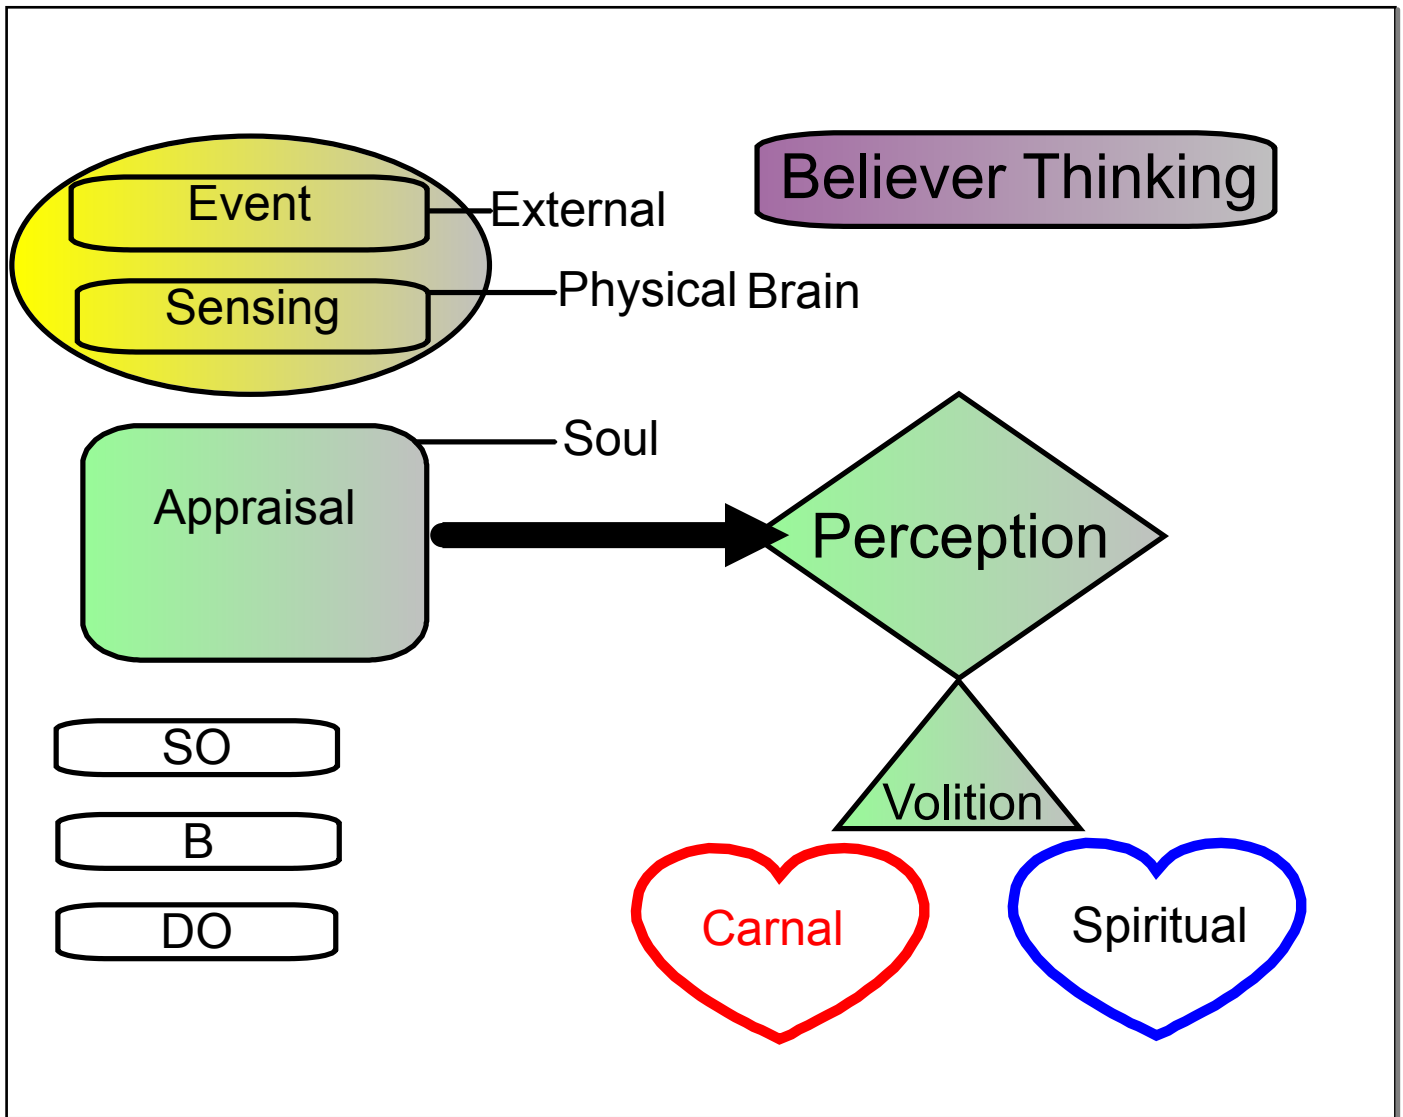 Believer Thinking
Event
External
Sensing
Physical Brain
Soul
Appraisal
Perception
SO
Volition
B
Carnal
Spiritual
DO